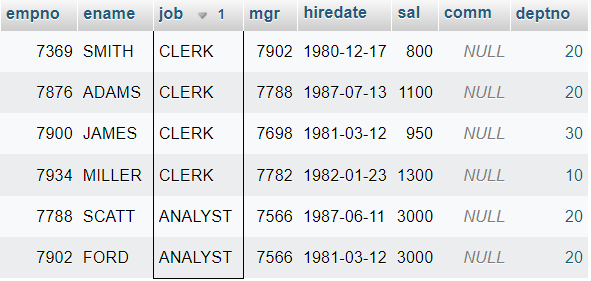 empno ename job 1 mgr hiredate sal comm deptno
7369 SMITH CLERK 7902 1980-12-17 800 NULL 20
7876 ADAMS CLERK 7788 1987-07-13 1100 NULL 20
7900 JAMES CLERK 7698 1981-03-12 950 NULL 30
7934 MILLER CLERK 7782 1982-01-23 1300 NULL 10
7788 SCATT ANALYST 7566 1987-06-11 3000 NULL 20
7902 FORD ANALYST 7566 1981-03-12 3000 NULL 20